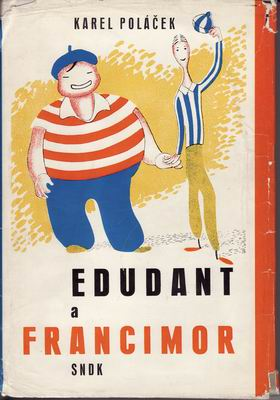 KAREL POLÁČEK
EDUDANT
a
FRANCIMOR
SNDK